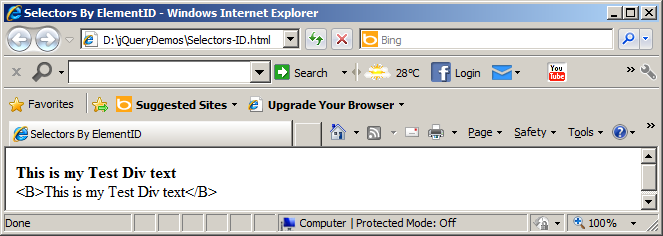 Selectors By ElementID - Windows Internet Explorer
D:\jQueryDemos\Selectors-ID.html Bing
x Search 28°C Login You Tube »
Favorites Suggested Sites Upgrade Your Browser
Selectors By ElementID Page Safety Tools »
This is my Test Div text
<B>This is my Test Div text</B>
Done Computer | Protected Mode: Off 100%